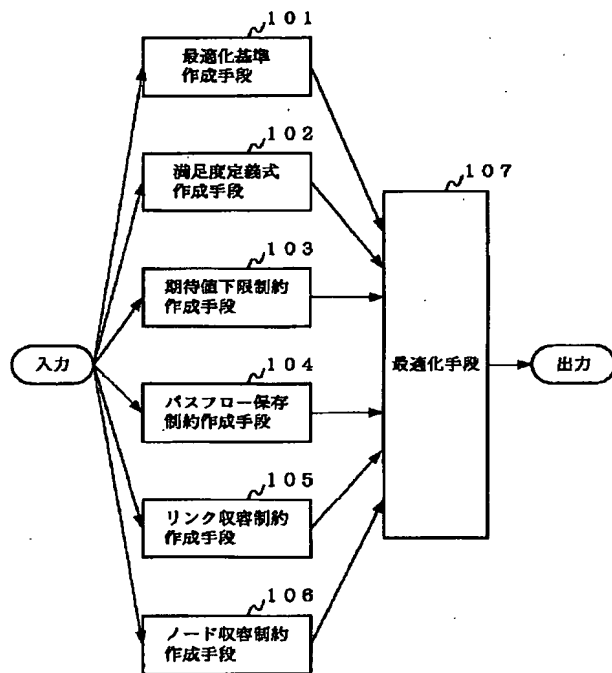 101
最適化基準
作成手段
102
満足度定義式
作成手段
107
103
期待値下限制約
作成手段
入力
最適化手段
出力
104
パスフロー保存
制約作成手段
105
リンク収容制約
作成手段
106
ノード収容制約
作成手段